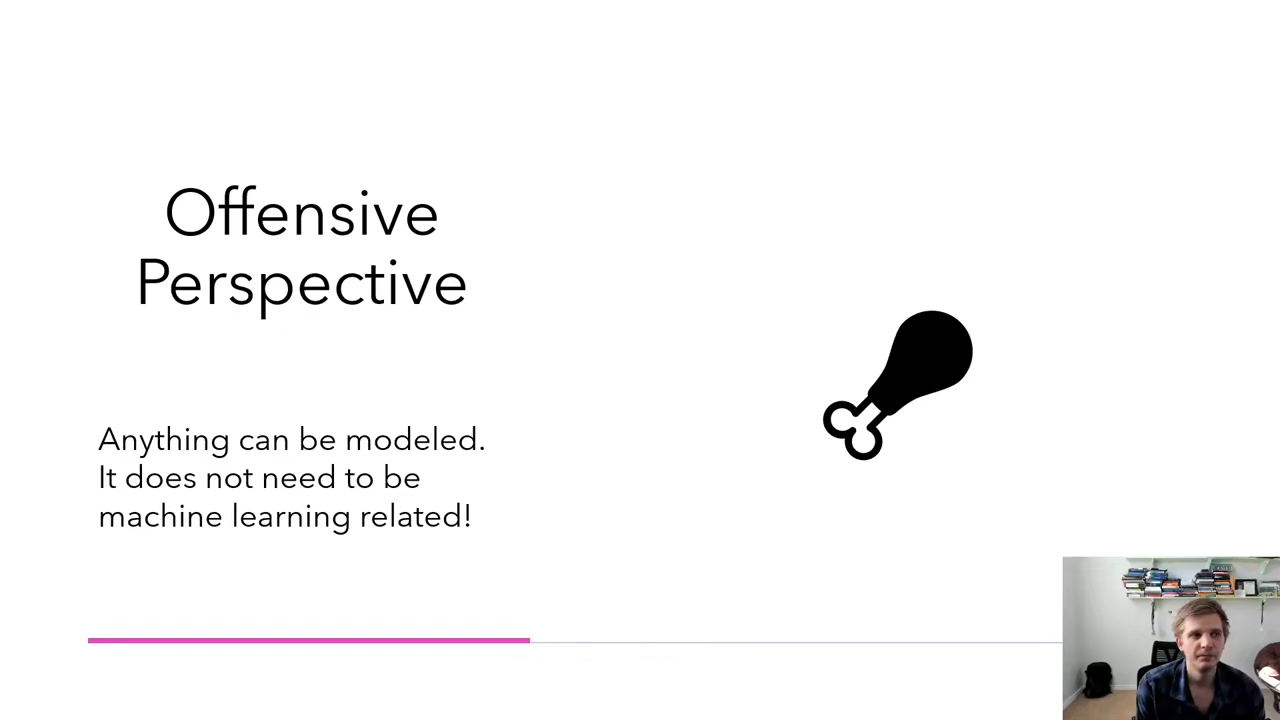 Offensive
Perspective
Anything can be modeled.
It does not need to be
machine learning related!